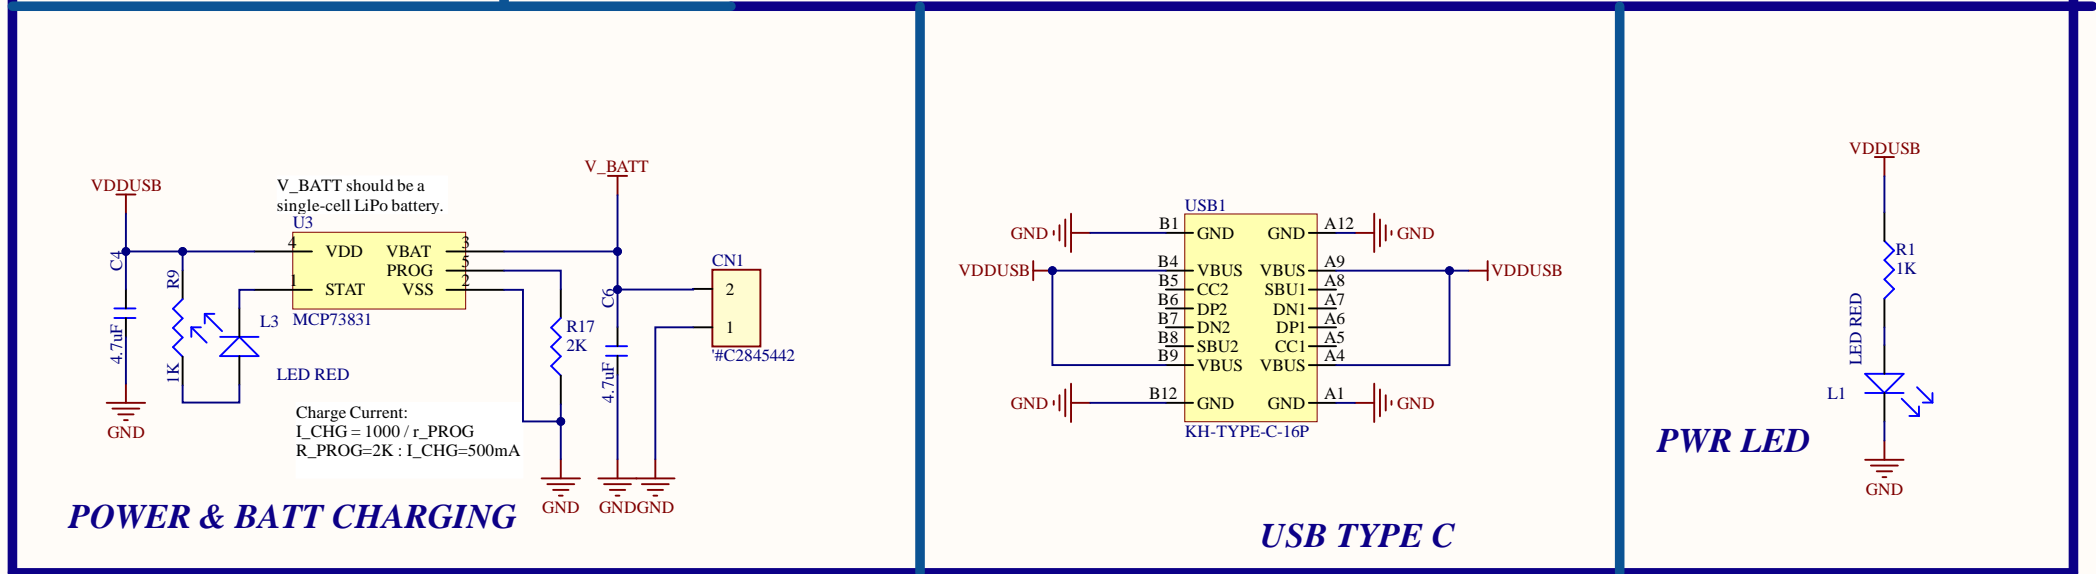 VDDUSB
V_BATT should be a
single-cell LiPo battery.
V_BATT
U3
4
VDD
VBAT
3
PROG
5
1
STAT
VSS
2
MCP73831
C4
4.7uF
R9
1K
L3
LED RED
R17
2K
C6
4.7uF
CN1
2
1
'#C2845442
GND
Charge Current:
I_CHG = 1000 / r_PROG
R_PROG=2K : I_CHG=500mA
GND
GND
GND
POWER & BATT CHARGING
USB1
GND
B1
GND
GND
A12
GND
VDDUSB
B4
VBUS
VBUS
A9
VDDUSB
B5
CC2
SBU1
A8
B6
DP2
DN1
A7
B7
DN2
DP1
A6
B8
SBU2
CC1
A5
B9
VBUS
VBUS
A4
GND
B12
GND
GND
A1
GND
KH-TYPE-C-16P
USB TYPE C
VDDUSB
R1
1K
LED RED
L1
GND
PWR LED